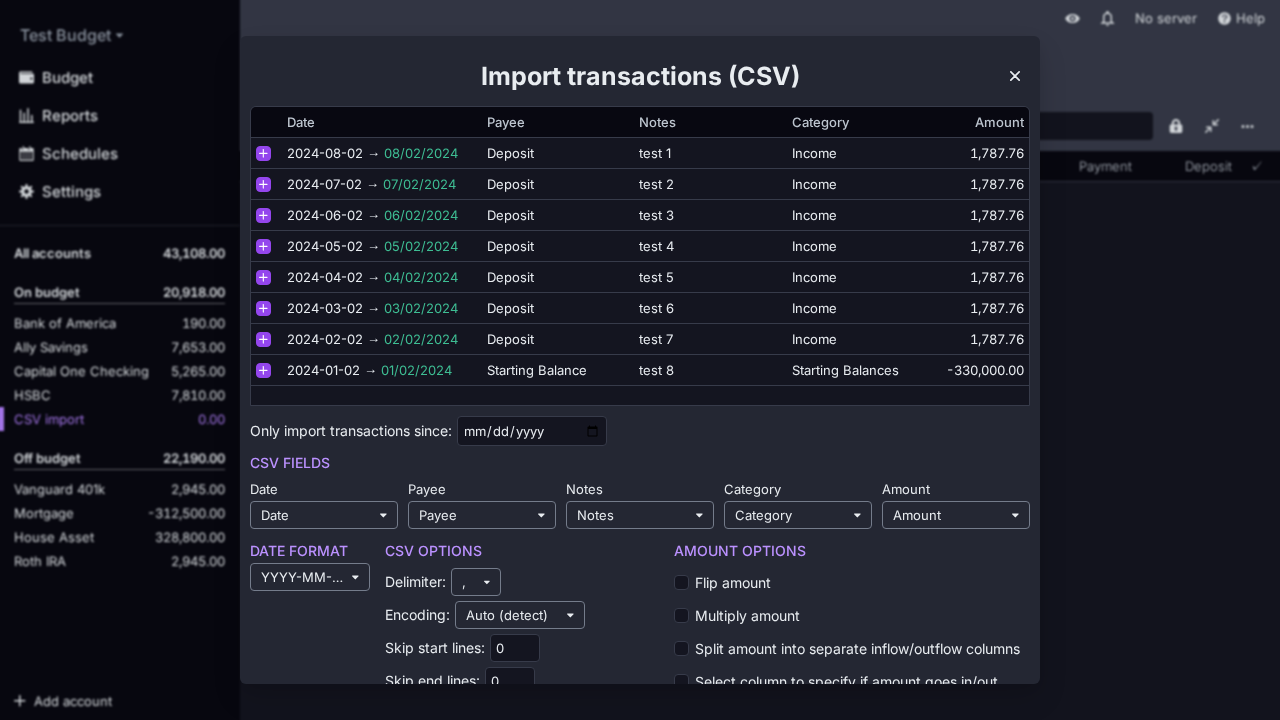 Test Budget
Budget
Reports
Schedules
Settings
All accounts 43,108.00
On budget 20,918.00
Bank of America 190.00
Ally Savings 7,653.00
Capital One Checking 5,265.00
HSBC 7,810.00
CSV import 0.00
Off budget 22,190.00
Vanguard 401k 2,945.00
Mortgage -312,500.00
House Asset 328,800.00
Roth IRA 2,945.00
Add account
No server Help
Payment Deposit
Import transactions (CSV)
Date Payee Notes Category Amount
2024-08-02 → 08/02/2024 Deposit test 1 Income 1,787.76
2024-07-02 → 07/02/2024 Deposit test 2 Income 1,787.76
2024-06-02 → 06/02/2024 Deposit test 3 Income 1,787.76
2024-05-02 → 05/02/2024 Deposit test 4 Income 1,787.76
2024-04-02 → 04/02/2024 Deposit test 5 Income 1,787.76
2024-03-02 → 03/02/2024 Deposit test 6 Income 1,787.76
2024-02-02 → 02/02/2024 Deposit test 7 Income 1,787.76
2024-01-02 → 01/02/2024 Starting Balance test 8 Starting Balances -330,000.00
Only import transactions since: mm/dd/yyyy
CSV FIELDS
Date Payee Notes Category Amount
Date Payee Notes Category Amount
DATE FORMAT CSV OPTIONS AMOUNT OPTIONS
YYYY-MM-...
Delimiter: ,
Encoding: Auto (detect)
Skip start lines: 0
Skip end lines: 0
Flip amount
Multiply amount
Split amount into separate inflow/outflow columns
Select column to specify if amount goes in/out